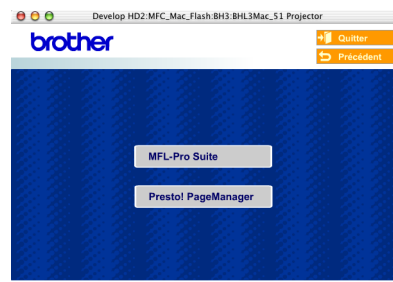 Develop HD2:MFC_Mac_Flash:BH3:BHL3Mac_51 Projector
brother
Quitter
Précédent
MFL-Pro Suite
Presto! PageManager